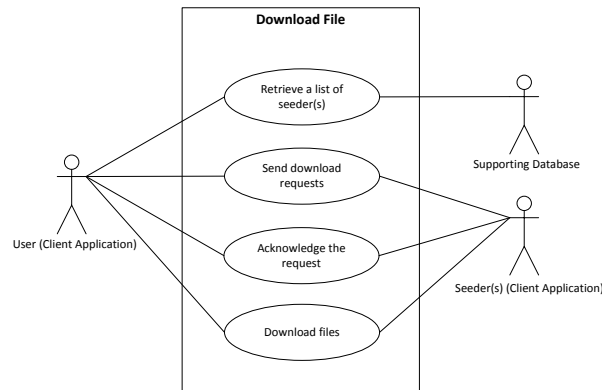 Download File
Retrieve a list of
seeder(s)
Supporting Database
Send download
requests
User (Client Application)
Acknowledge the
request
Seeder(s) (Client Application)
Download files